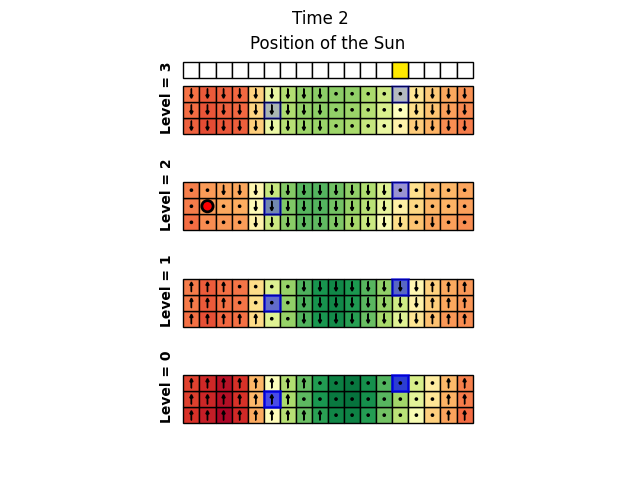 Time 2
Position of the Sun
Level = 3
Level = 2
Level = 1
Level = 0